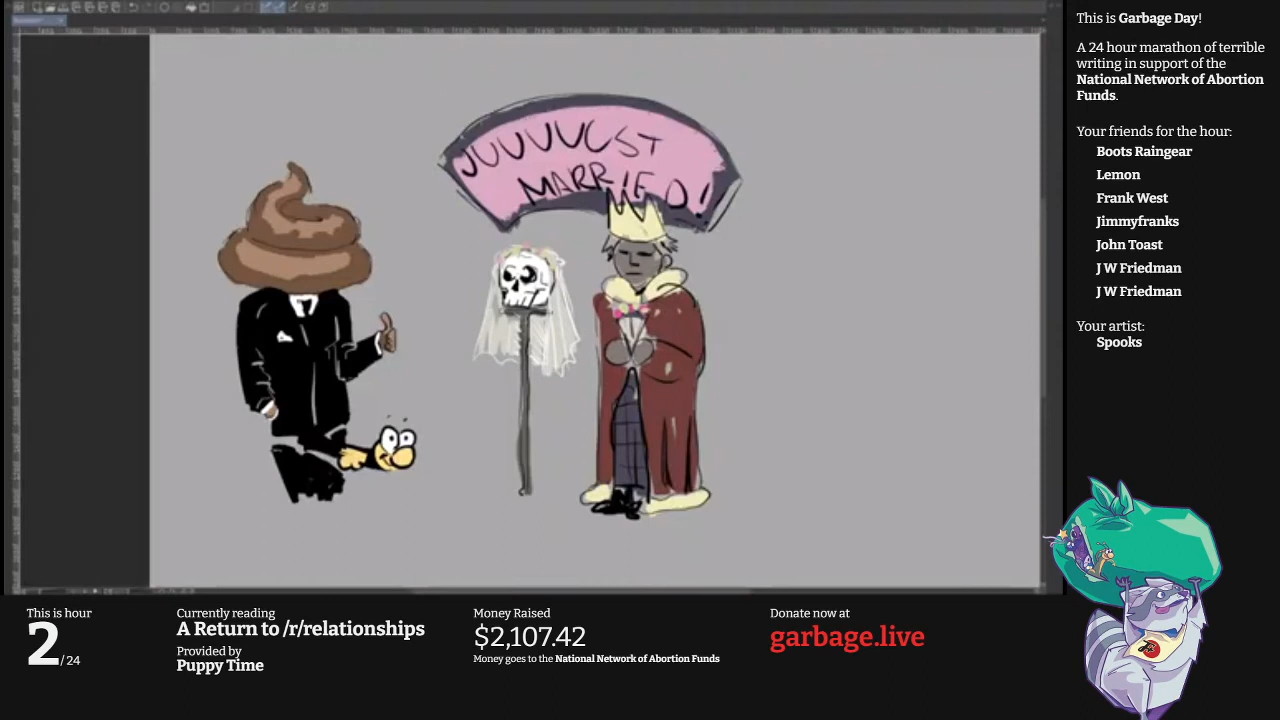 JUUUUUST
MARRIED!
This is Garbage Day!
A 24 hour marathon of terrible
writing in support of the
National Network of Abortion
Funds.
Your friends for the hour:
Boots Raingear
Lemon
Frank West
Jimmyfranks
John Toast
J W Friedman
J W Friedman
Your artist:
Spooks
This is hour
2/24
Currently reading
A Return to /r/relationships
Provided by
Puppy Time
Money Raised
$2,107.42
Money goes to the National Network of Abortion Funds
Donate now at
garbage.live